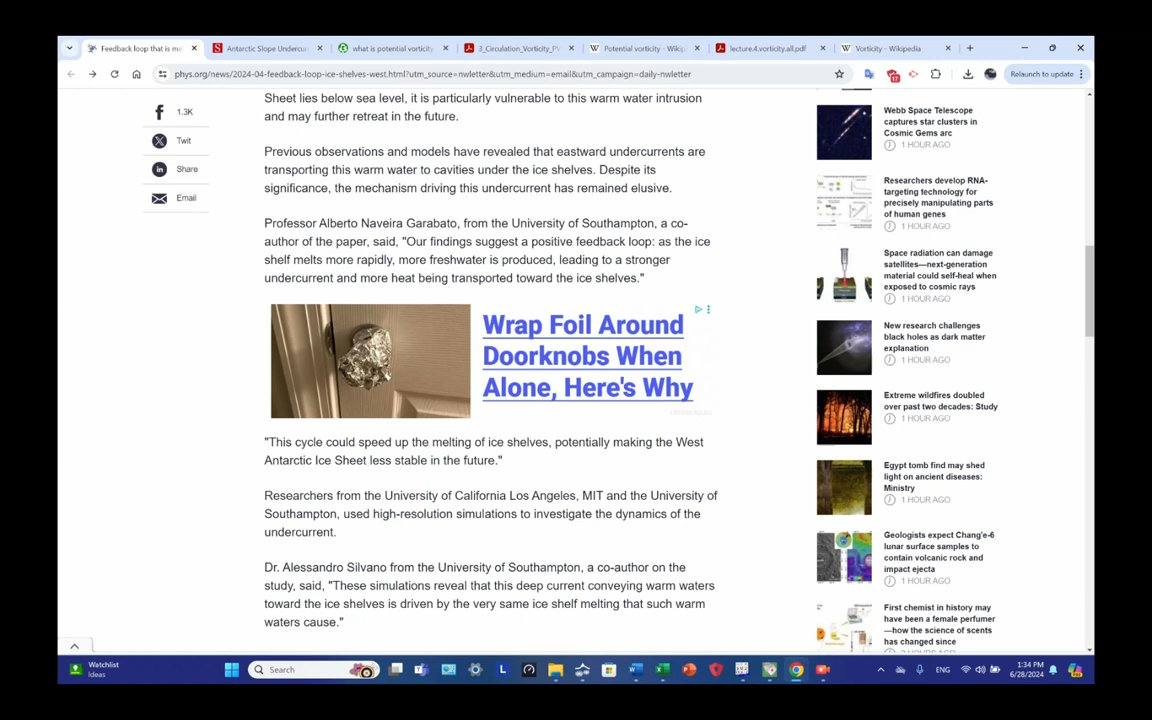 Feedback loop that is me
Antarctic Slope Undercur
what is potential vorticity
3_Circulation_Vorticity_PV
Potential vorticity - Wikip
lecture.4.vorticity.all.pdf
Vorticity - Wikipedia
phys.org/news/2024-04-feedback-loop-ice-shelves-west.html?utm_source=nwletter&utm_medium=email&utm_campaign=daily-nwletter
17
Relaunch to update
1.3K
Twit
Share
Email
Sheet lies below sea level, it is particularly vulnerable to this warm water intrusion
and may further retreat in the future.
Previous observations and models have revealed that eastward undercurrents are
transporting this warm water to cavities under the ice shelves. Despite its
significance, the mechanism driving this undercurrent has remained elusive.
Professor Alberto Naveira Garabato, from the University of Southampton, a co-
author of the paper, said, "Our findings suggest a positive feedback loop: as the ice
shelf melts more rapidly, more freshwater is produced, leading to a stronger
undercurrent and more heat being transported toward the ice shelves."
Wrap Foil Around
Doorknobs When
Alone, Here's Why
"This cycle could speed up the melting of ice shelves, potentially making the West
Antarctic Ice Sheet less stable in the future."
Researchers from the University of California Los Angeles, MIT and the University of
Southampton, used high-resolution simulations to investigate the dynamics of the
undercurrent.
Dr. Alessandro Silvano from the University of Southampton, a co-author on the
study, said, "These simulations reveal that this deep current conveying warm waters
toward the ice shelves is driven by the very same ice shelf melting that such warm
waters cause."
Webb Space Telescope
captures star clusters in
Cosmic Gems arc
1 HOUR AGO
Researchers develop RNA-
targeting technology for
precisely manipulating parts
of human genes
1 HOUR AGO
Space radiation can damage
satellites—next-generation
material could self-heal when
exposed to cosmic rays
1 HOUR AGO
New research challenges
black holes as dark matter
explanation
1 HOUR AGO
Extreme wildfires doubled
over past two decades: Study
1 HOUR AGO
Egypt tomb find may shed
light on ancient diseases:
Ministry
1 HOUR AGO
Geologists expect Chang'e-6
lunar surface samples to
contain volcanic rock and
impact ejecta
1 HOUR AGO
First chemist in history may
have been a female perfumer
—how the science of scents
has changed since
Watchlist
Ideas
Search
ENG
1:34 PM
6/28/2024